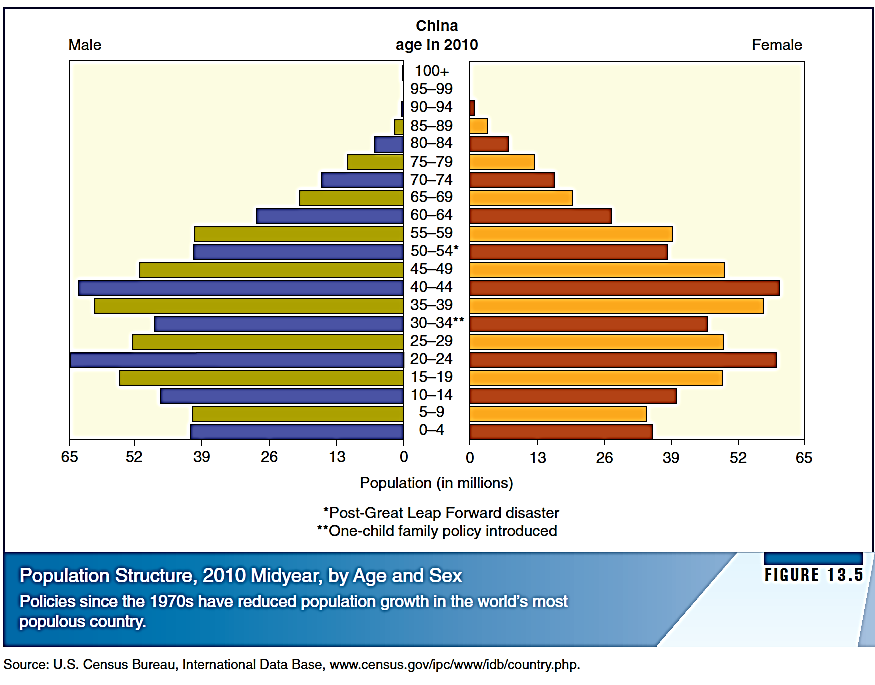 China
Male
age in 2010
Female
100+
95–99
90–94
85–89
80–84
75–79
70–74
65–69
60–64
55–59
50–54*
45–49
40–44
35–39
30–34**
25–29
20–24
15–19
10–14
5–9
0–4
65 52 39 26 13 0 0 13 26 39 52 65
Population (in millions)
*Post-Great Leap Forward disaster
**One-child family policy introduced
Population Structure, 2010 Midyear, by Age and Sex
FIGURE 13.5
Policies since the 1970s have reduced population growth in the world's most
populous country.
Source: U.S. Census Bureau, International Data Base, www.census.gov/ipc/www/idb/country.php.